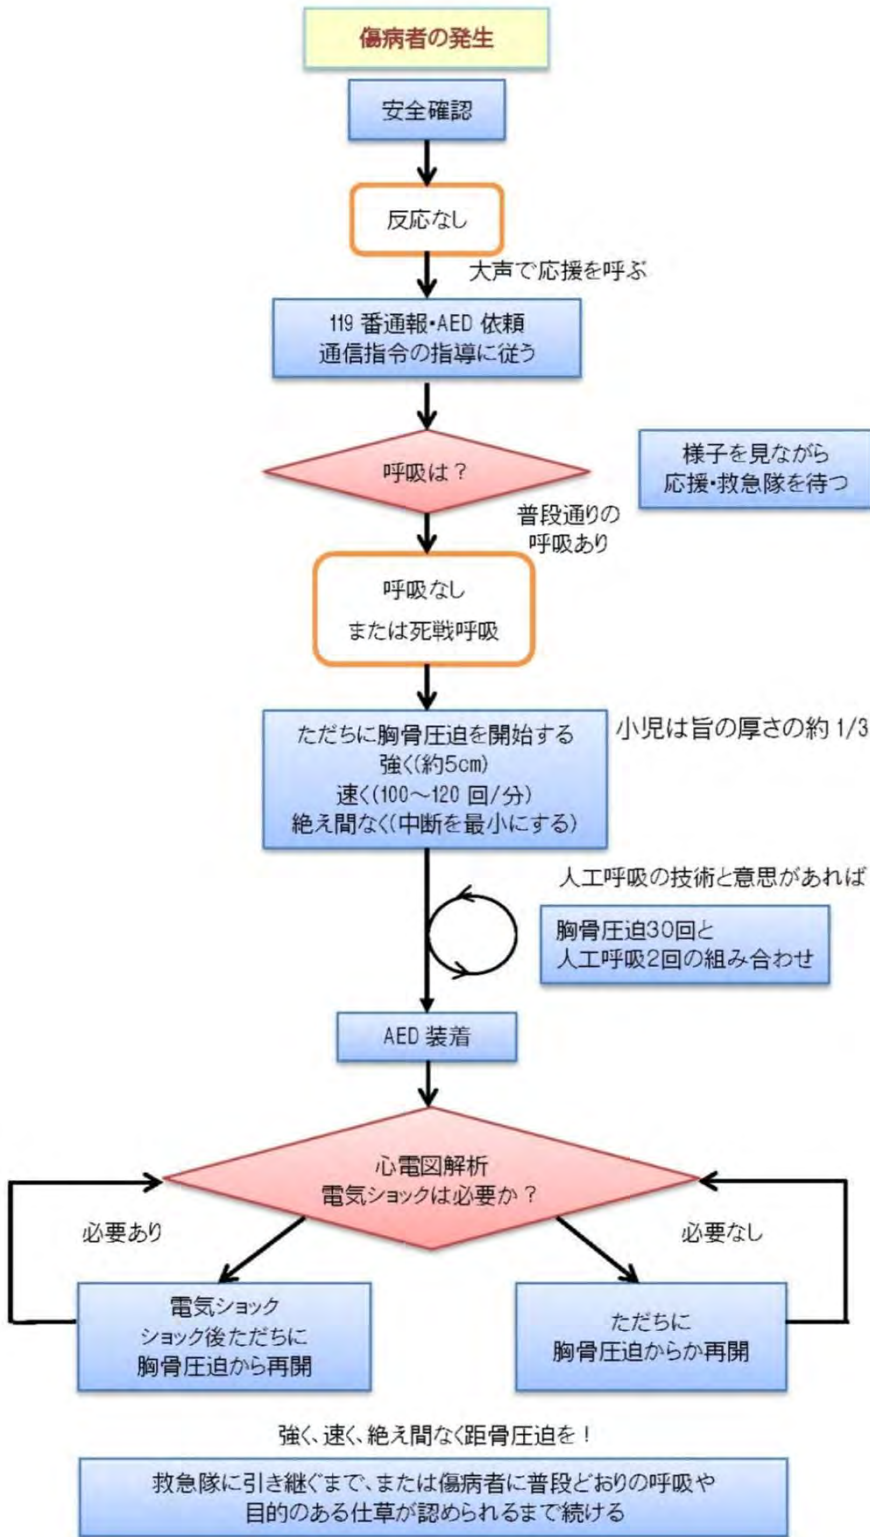 傷病者の発生
安全確認
反応なし
大声で応援を呼ぶ
119 番通報・AED 依頼
通信指令の指導に従う
呼吸は？
様子を見ながら
応援・救急隊を待つ
普段通りの
呼吸あり
呼吸なし
または死戦呼吸
ただちに胸骨圧迫を開始する
強く(約5cm)
速く(100～120 回/分)
絶え間なく(中断を最小にする)
小児は旨の厚さの約 1/3
人工呼吸の技術と意思があれば
胸骨圧迫30回と
人工呼吸2回の組み合わせ
AED 装着
心電図解析
電気ショックは必要か？
必要あり
必要なし
電気ショック
ショック後ただちに
胸骨圧迫から再開
ただちに
胸骨圧迫からか再開
強く、速く、絶え間なく距骨圧迫を！
救急隊に引き継ぐまで、または傷病者に普段どおりの呼吸や
目的のある仕草が認められるまで続ける